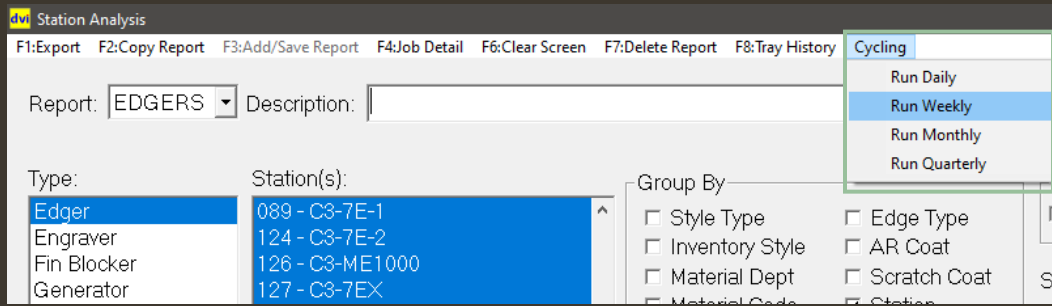 dvi Station Analysis
F1:Export F2:Copy Report F3:Add/Save Report F4:Job Detail F6:Clear Screen F7:Delete Report F8:Tray History Cycling
Run Daily
Report: EDGERS Description: Run Weekly
Run Monthly
Run Quarterly
Type: Station(s): Group By
Edger 089 - C3-7E-1 Style Type Edge Type
Engraver 124 - C3-7E-2 Inventory Style AR Coat
Fin Blocker 126 - C3-ME1000 Material Dept Scratch Coat
Generator 127 - C3-7EX Material Code Station